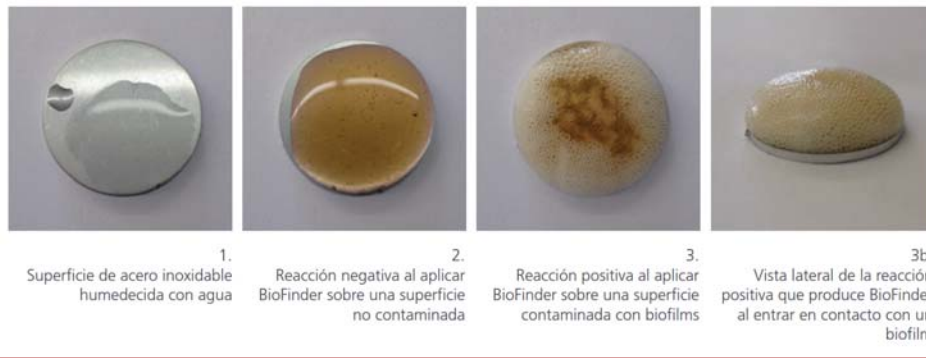 1.
Superficie de acero inoxidable
humedecida con agua
2.
Reacción negativa al aplicar
BioFinder sobre una superficie
no contaminada
3.
Reacción positiva al aplicar
BioFinder sobre una superficie
contaminada con biofilms
3b
Vista lateral de la reacción
positiva que produce BioFinde
al entrar en contacto con un
biofilm